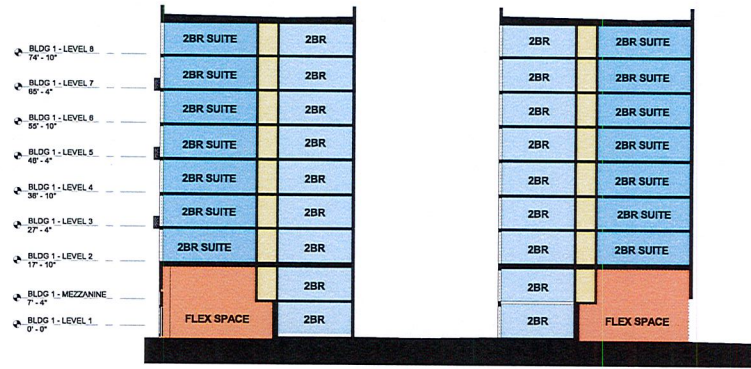 2BR SUITE 2BR 2BR 2BR SUITE
BLDG 1 - LEVEL 8
74' - 10"
2BR SUITE 2BR 2BR 2BR SUITE
BLDG 1 - LEVEL 7
65' - 4"
2BR SUITE 2BR 2BR 2BR SUITE
BLDG 1 - LEVEL 6
55' - 10"
2BR SUITE 2BR 2BR 2BR SUITE
BLDG 1 - LEVEL 5
46' - 4"
2BR SUITE 2BR 2BR 2BR SUITE
BLDG 1 - LEVEL 4
36' - 10"
2BR SUITE 2BR 2BR 2BR SUITE
BLDG 1 - LEVEL 3
27' - 4"
2BR SUITE 2BR 2BR 2BR SUITE
BLDG 1 - LEVEL 2
17' - 10"
2BR 2BR
BLDG 1 - MEZZANINE
7' - 4"
FLEX SPACE 2BR 2BR FLEX SPACE
BLDG 1 - LEVEL 1
0' - 0"